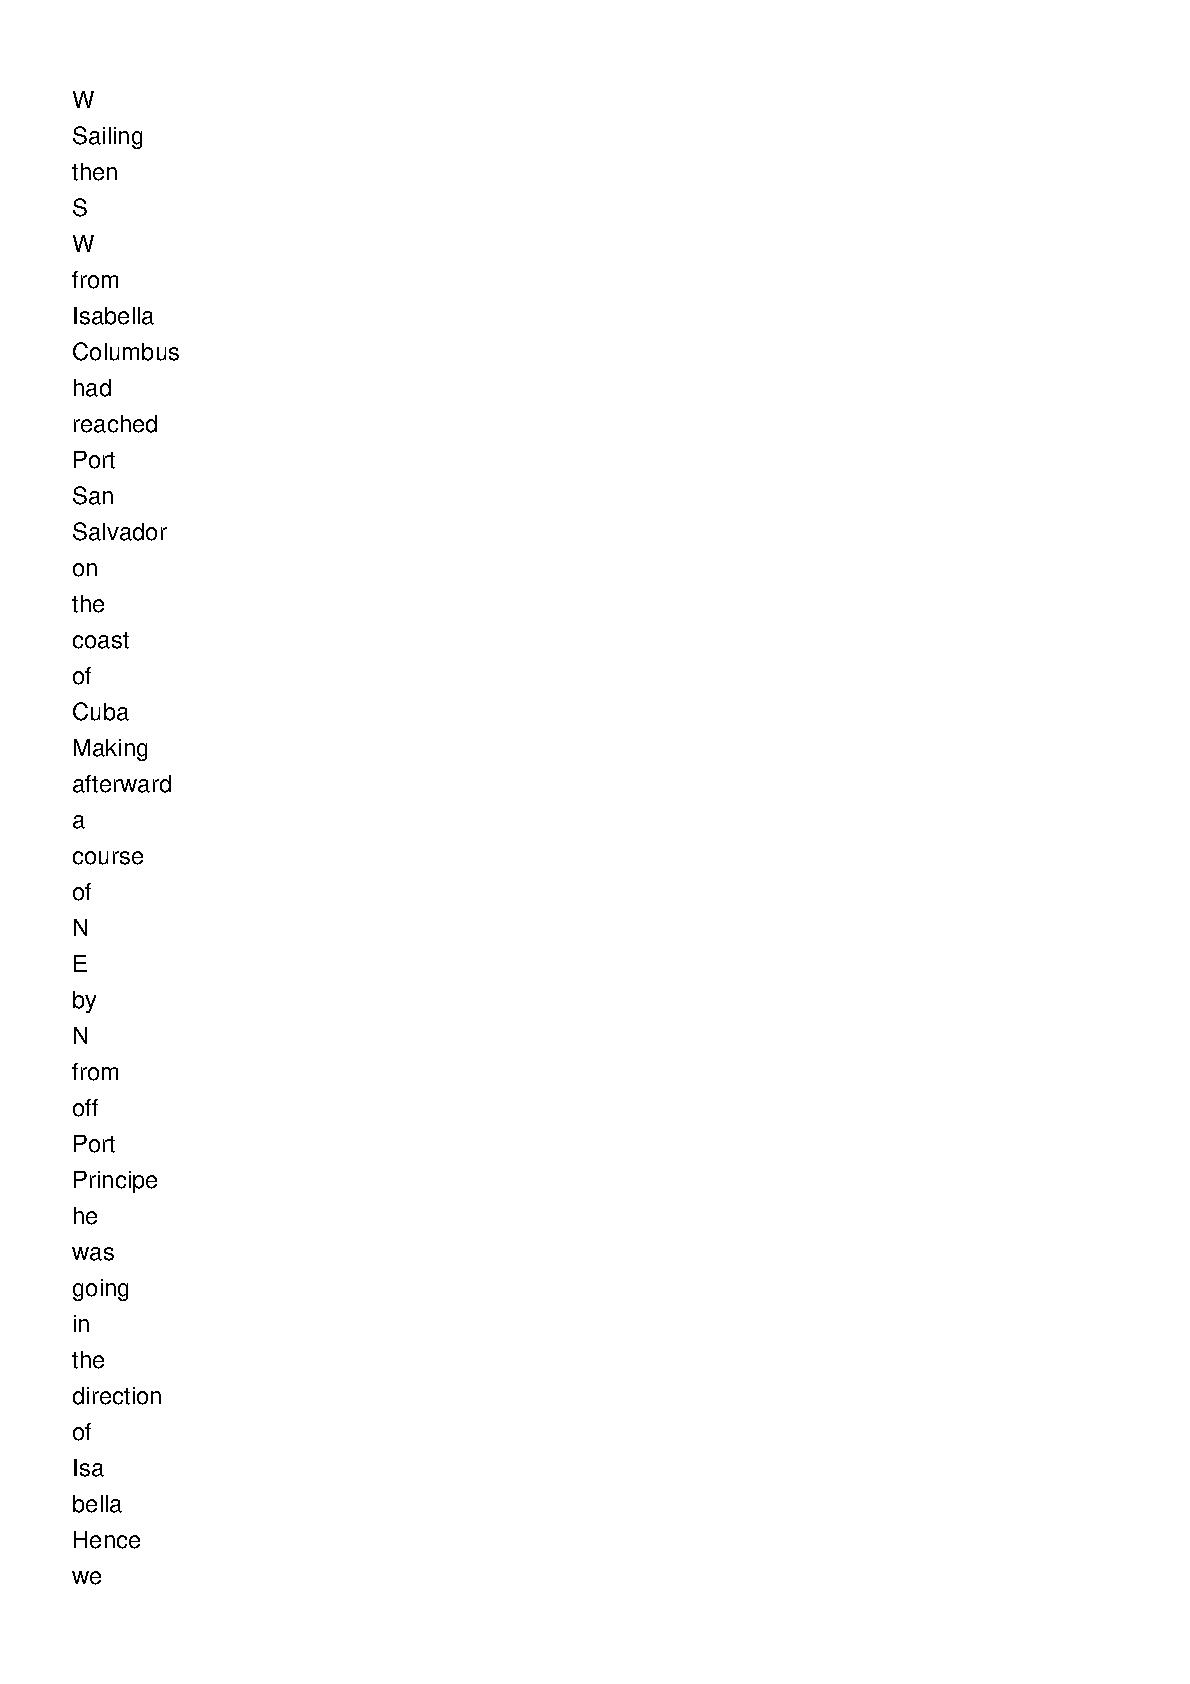 W
Sailing
then
S
W
from
Isabella
Columbus
had
reached
Port
San
Salvador
on
the
coast
of
Cuba
Making
afterward
a
course
of
N
E
by
N
from
off
Port
Principe
he
was
going
in
the
direction
of
Isa
bella
Hence
we